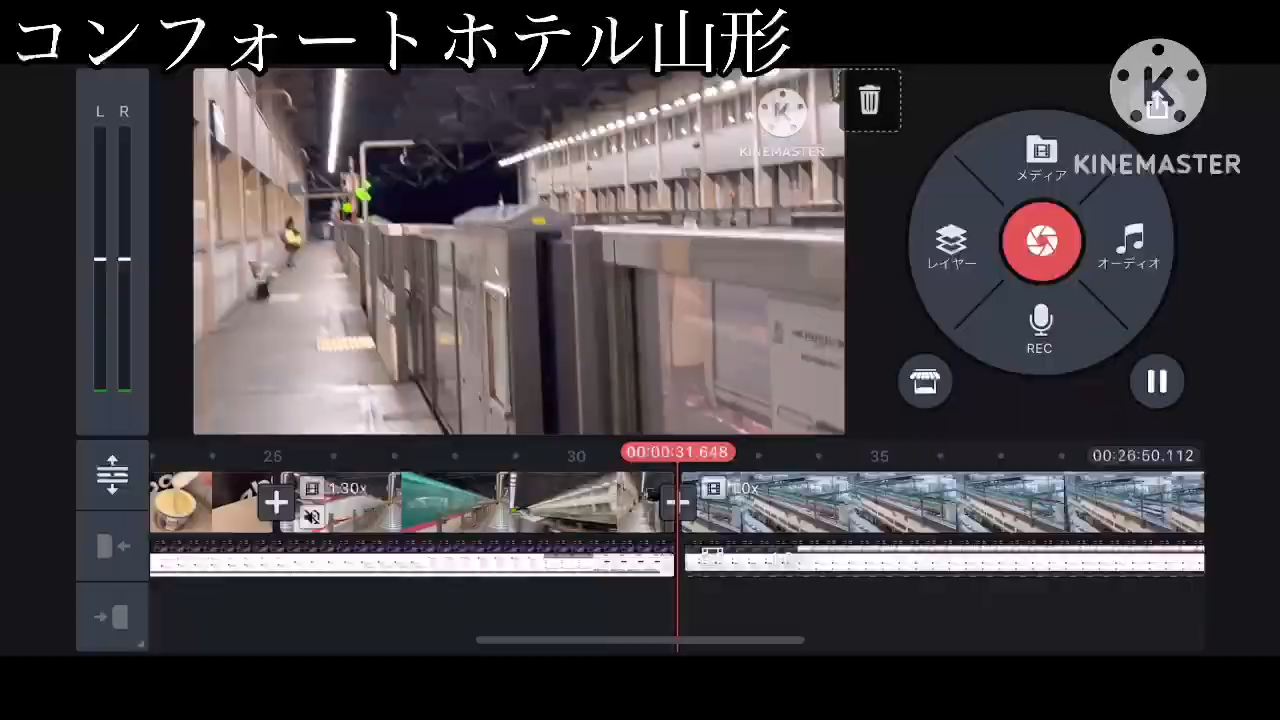 コンフォートホテル山形
L R
KINEMASTER
K
KINEMASTER
メディア
レイヤー
オーディオ
REC
25
30
00:00:31.648
35
00:26:50.112
1.30x
1.0x